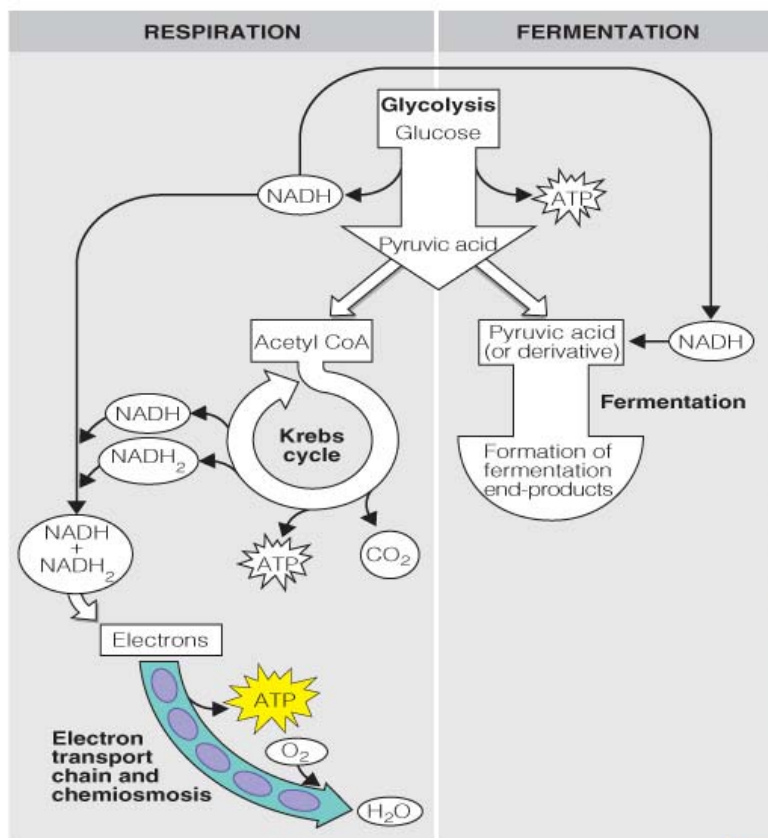 RESPIRATION
FERMENTATION
Glycolysis
Glucose
NADH
ATP
Pyruvic acid
Acetyl CoA
Pyruvic acid
(or derivative)
NADH
NADH
Fermentation
Krebs
cycle
NADH₂
Formation of
fermentation
end-products
NADH
+
NADH₂
ATP
CO₂
Electrons
ATP
Electron
transport
chain and
chemiosmosis
O₂
H₂O